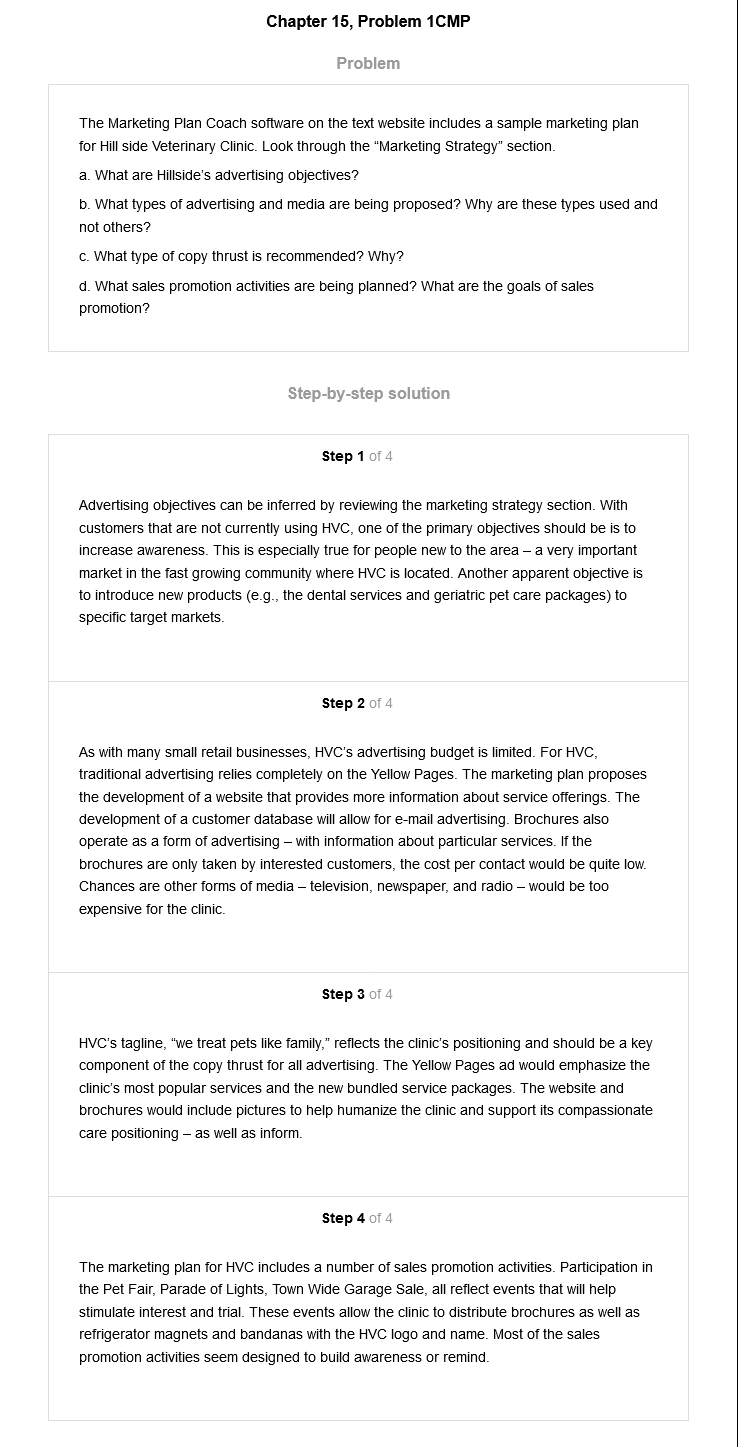 Chapter 15, Problem 1CMP
Problem
The Marketing Plan Coach software on the text website includes a sample marketing plan
for Hill side Veterinary Clinic. Look through the “Marketing Strategy” section.
a. What are Hillside’s advertising objectives?
b. What types of advertising and media are being proposed? Why are these types used and
not others?
c. What type of copy thrust is recommended? Why?
d. What sales promotion activities are being planned? What are the goals of sales
promotion?
Step-by-step solution
Step 1 of 4
Advertising objectives can be inferred by reviewing the marketing strategy section. With
customers that are not currently using HVC, one of the primary objectives should be is to
increase awareness. This is especially true for people new to the area – a very important
market in the fast growing community where HVC is located. Another apparent objective is
to introduce new products (e.g., the dental services and geriatric pet care packages) to
specific target markets.
Step 2 of 4
As with many small retail businesses, HVC’s advertising budget is limited. For HVC,
traditional advertising relies completely on the Yellow Pages. The marketing plan proposes
the development of a website that provides more information about service offerings. The
development of a customer database will allow for e-mail advertising. Brochures also
operate as a form of advertising – with information about particular services. If the
brochures are only taken by interested customers, the cost per contact would be quite low.
Chances are other forms of media – television, newspaper, and radio – would be too
expensive for the clinic.
Step 3 of 4
HVC’s tagline, “we treat pets like family,” reflects the clinic’s positioning and should be a key
component of the copy thrust for all advertising. The Yellow Pages ad would emphasize the
clinic’s most popular services and the new bundled service packages. The website and
brochures would include pictures to help humanize the clinic and support its compassionate
care positioning – as well as inform.
Step 4 of 4
The marketing plan for HVC includes a number of sales promotion activities. Participation in
the Pet Fair, Parade of Lights, Town Wide Garage Sale, all reflect events that will help
stimulate interest and trial. These events allow the clinic to distribute brochures as well as
refrigerator magnets and bandanas with the HVC logo and name. Most of the sales
promotion activities seem designed to build awareness or remind.